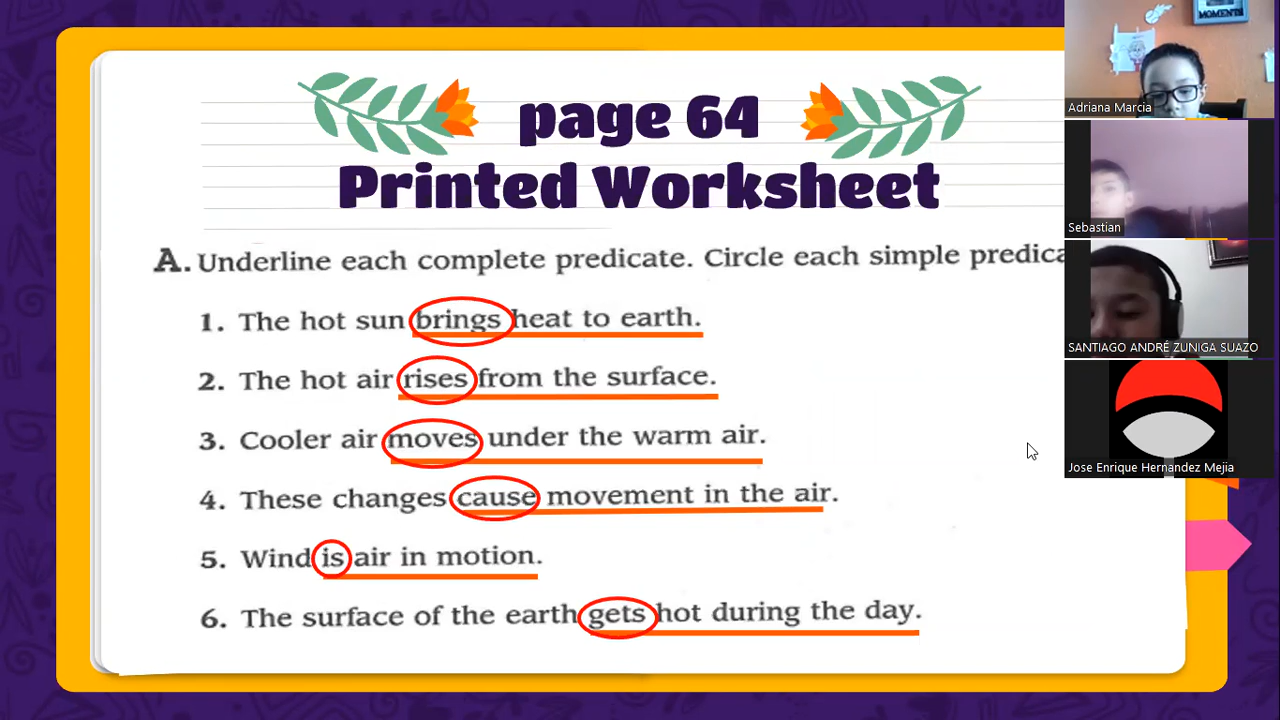 page 64
Printed Worksheet
A. Underline each complete predicate. Circle each simple predica
1. The hot sun brings heat to earth.
2. The hot air rises from the surface.
3. Cooler air moves under the warm air.
4. These changes cause movement in the air.
5. Wind is air in motion.
6. The surface of the earth gets hot during the day.
MOMENTS
Adriana Marcia
Sebastian
SANTIAGO ANDRÉ ZUNIGA SUAZO
Jose Enrique Hernandez Mejia